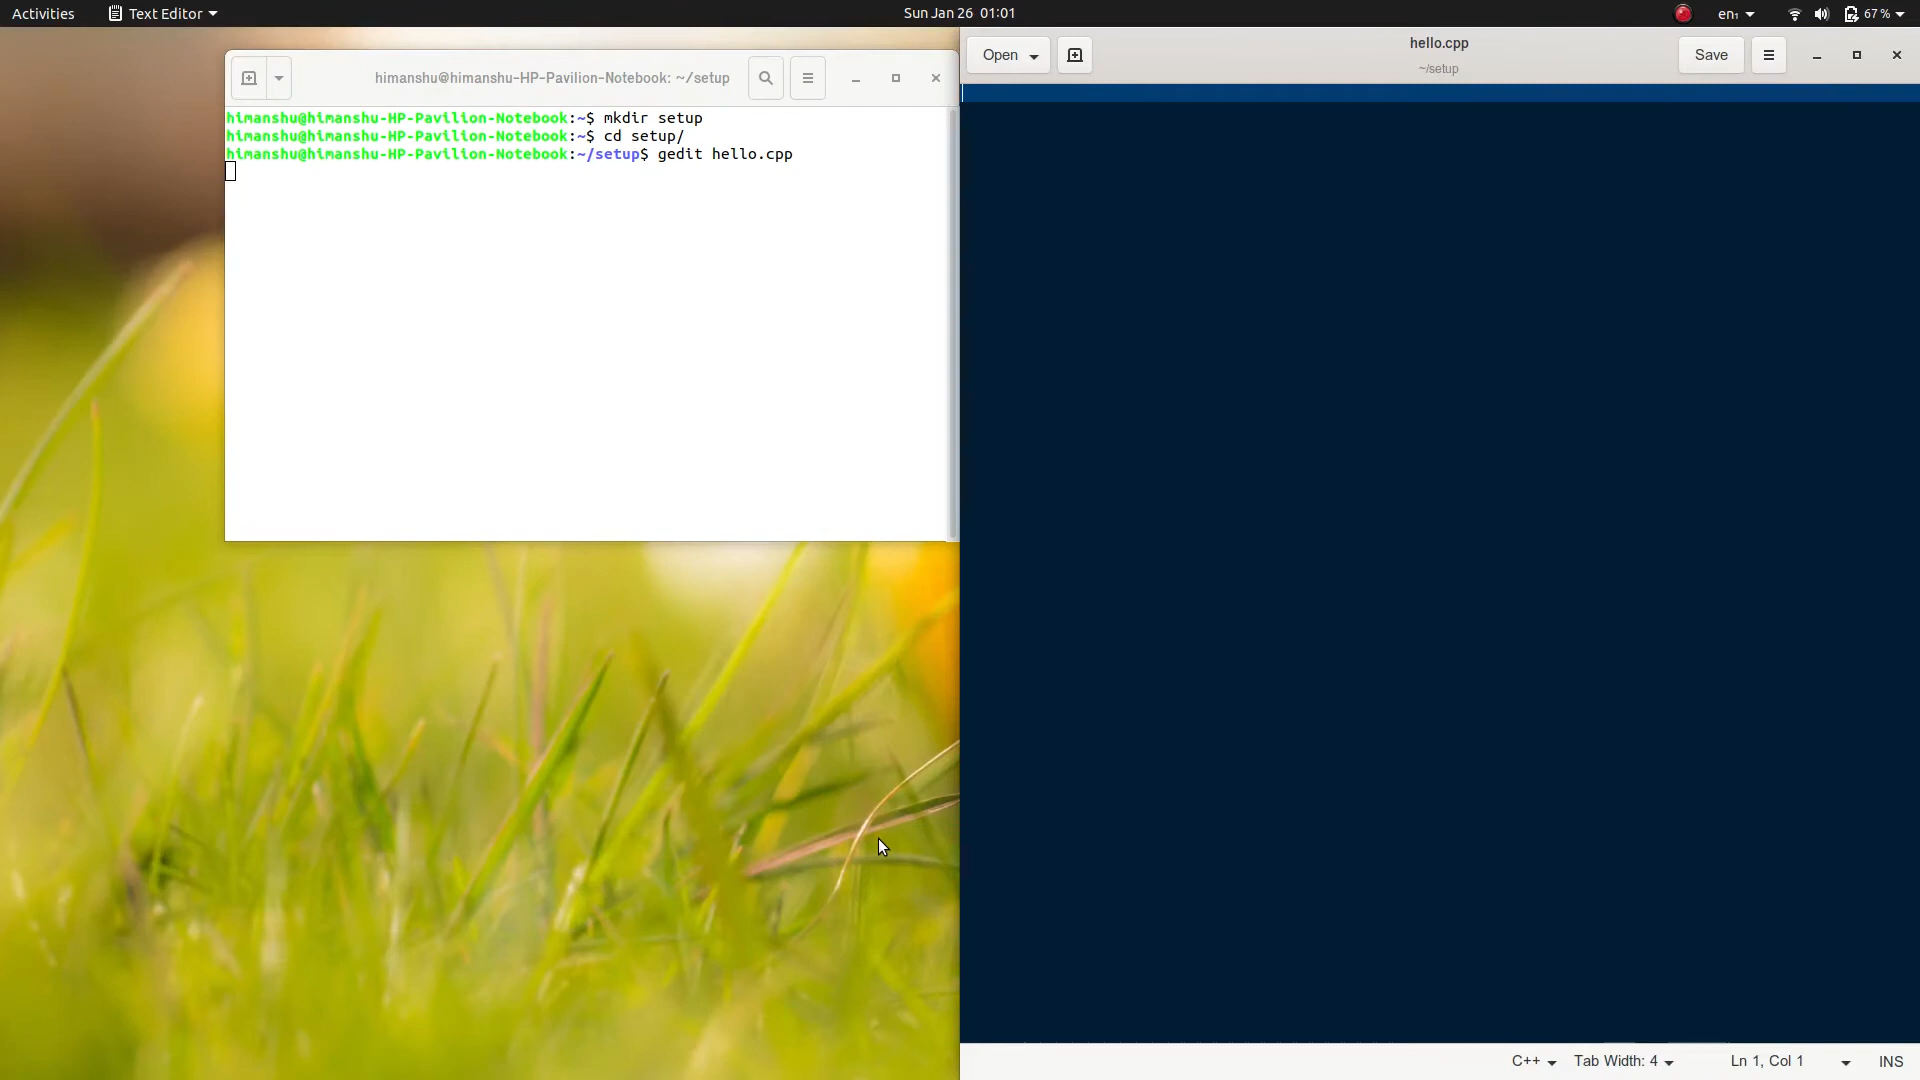 Activities Text Editor Sun Jan 26 01:01 en₁ 67 %
himanshu@himanshu-HP-Pavilion-Notebook: ~/setup
himanshu@himanshu-HP-Pavilion-Notebook:~$ mkdir setup
himanshu@himanshu-HP-Pavilion-Notebook:~$ cd setup/
himanshu@himanshu-HP-Pavilion-Notebook:~/setup$ gedit hello.cpp
Open hello.cpp Save
~/setup
C++ Tab Width: 4 Ln 1, Col 1 INS